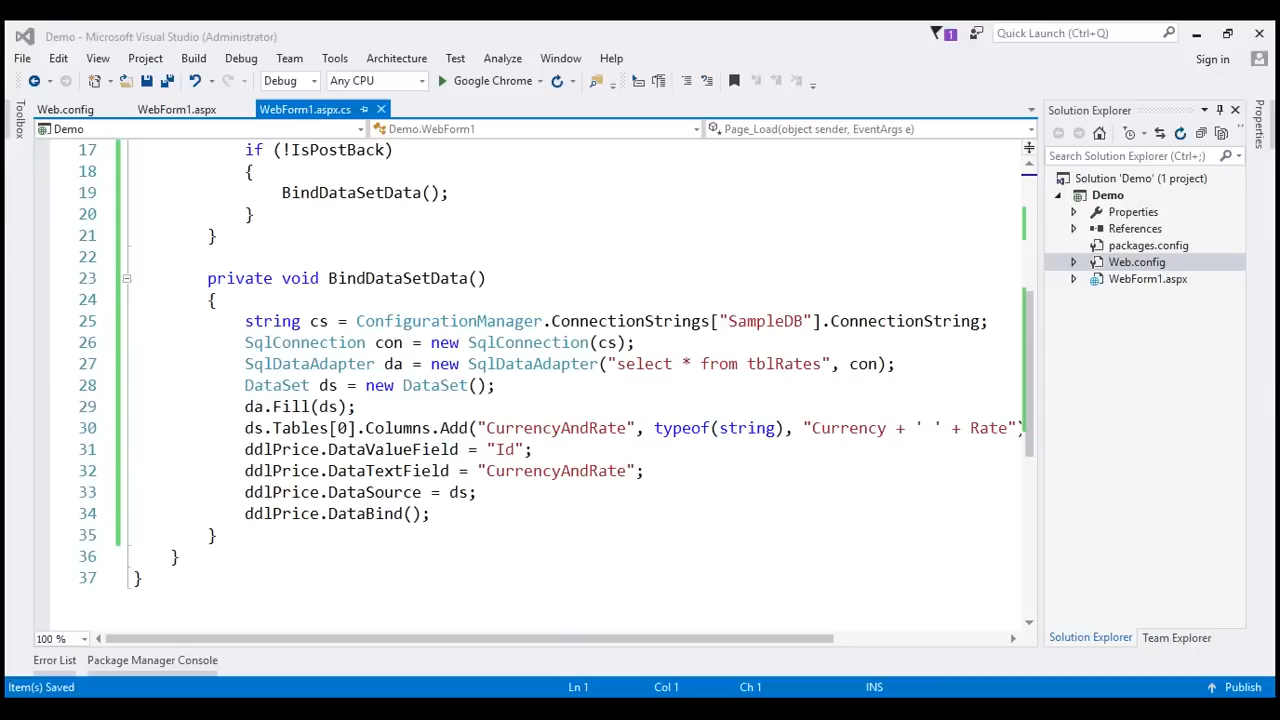 Demo - Microsoft Visual Studio (Administrator)
1
Quick Launch (Ctrl+Q)
File Edit View Project Build Debug Team Tools Architecture Test Analyze Window Help
Sign in
Debug Any CPU Google Chrome
Toolbox
Web.config WebForm1.aspx WebForm1.aspx.cs
Demo Demo.WebForm1 Page_Load(object sender, EventArgs e)
17 if (!IsPostBack)
18 {
19 BindDataSetData();
20 }
21 }
22
23 private void BindDataSetData()
24 {
25 string cs = ConfigurationManager.ConnectionStrings["SampleDB"].ConnectionString;
26 SqlConnection con = new SqlConnection(cs);
27 SqlDataAdapter da = new SqlDataAdapter("select * from tblRates", con);
28 DataSet ds = new DataSet();
29 da.Fill(ds);
30 ds.Tables[0].Columns.Add("CurrencyAndRate", typeof(string), "Currency + ' ' + Rate")
31 ddlPrice.DataValueField = "Id";
32 ddlPrice.DataTextField = "CurrencyAndRate";
33 ddlPrice.DataSource = ds;
34 ddlPrice.DataBind();
35 }
36 }
37 }
100 %
Solution Explorer
Search Solution Explorer (Ctrl+;)
Solution 'Demo' (1 project)
Demo
Properties
References
packages.config
Web.config
WebForm1.aspx
Solution Explorer Team Explorer
Properties
Error List Package Manager Console
Item(s) Saved Ln 1 Col 1 Ch 1 INS Publish